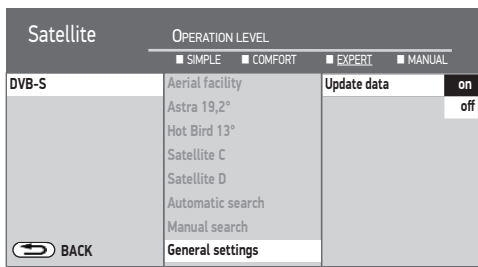 Satellite
OPERATION LEVEL
SIMPLE COMFORT EXPERT MANUAL
DVB-S
Aerial facility
Astra 19,2°
Hot Bird 13°
Satellite C
Satellite D
Automatic search
Manual search
General settings
Update data on
off
BACK